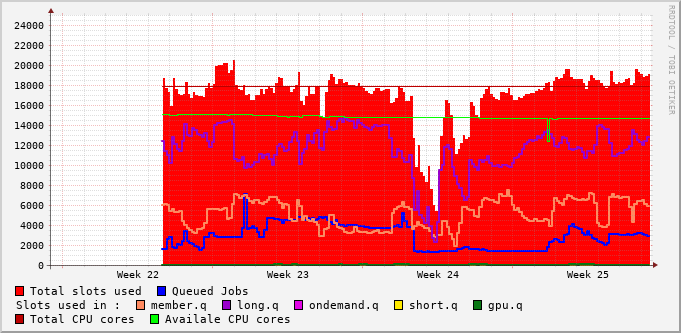 24000
22000
20000
18000
16000
14000
12000
10000
8000
6000
4000
2000
0
Week 22 Week 23 Week 24 Week 25
Total slots used Queued Jobs
Slots used in : member.q long.q ondemand.q short.q gpu.q
Total CPU cores Availale CPU cores
RRDTOOL / TOBI OETIKER